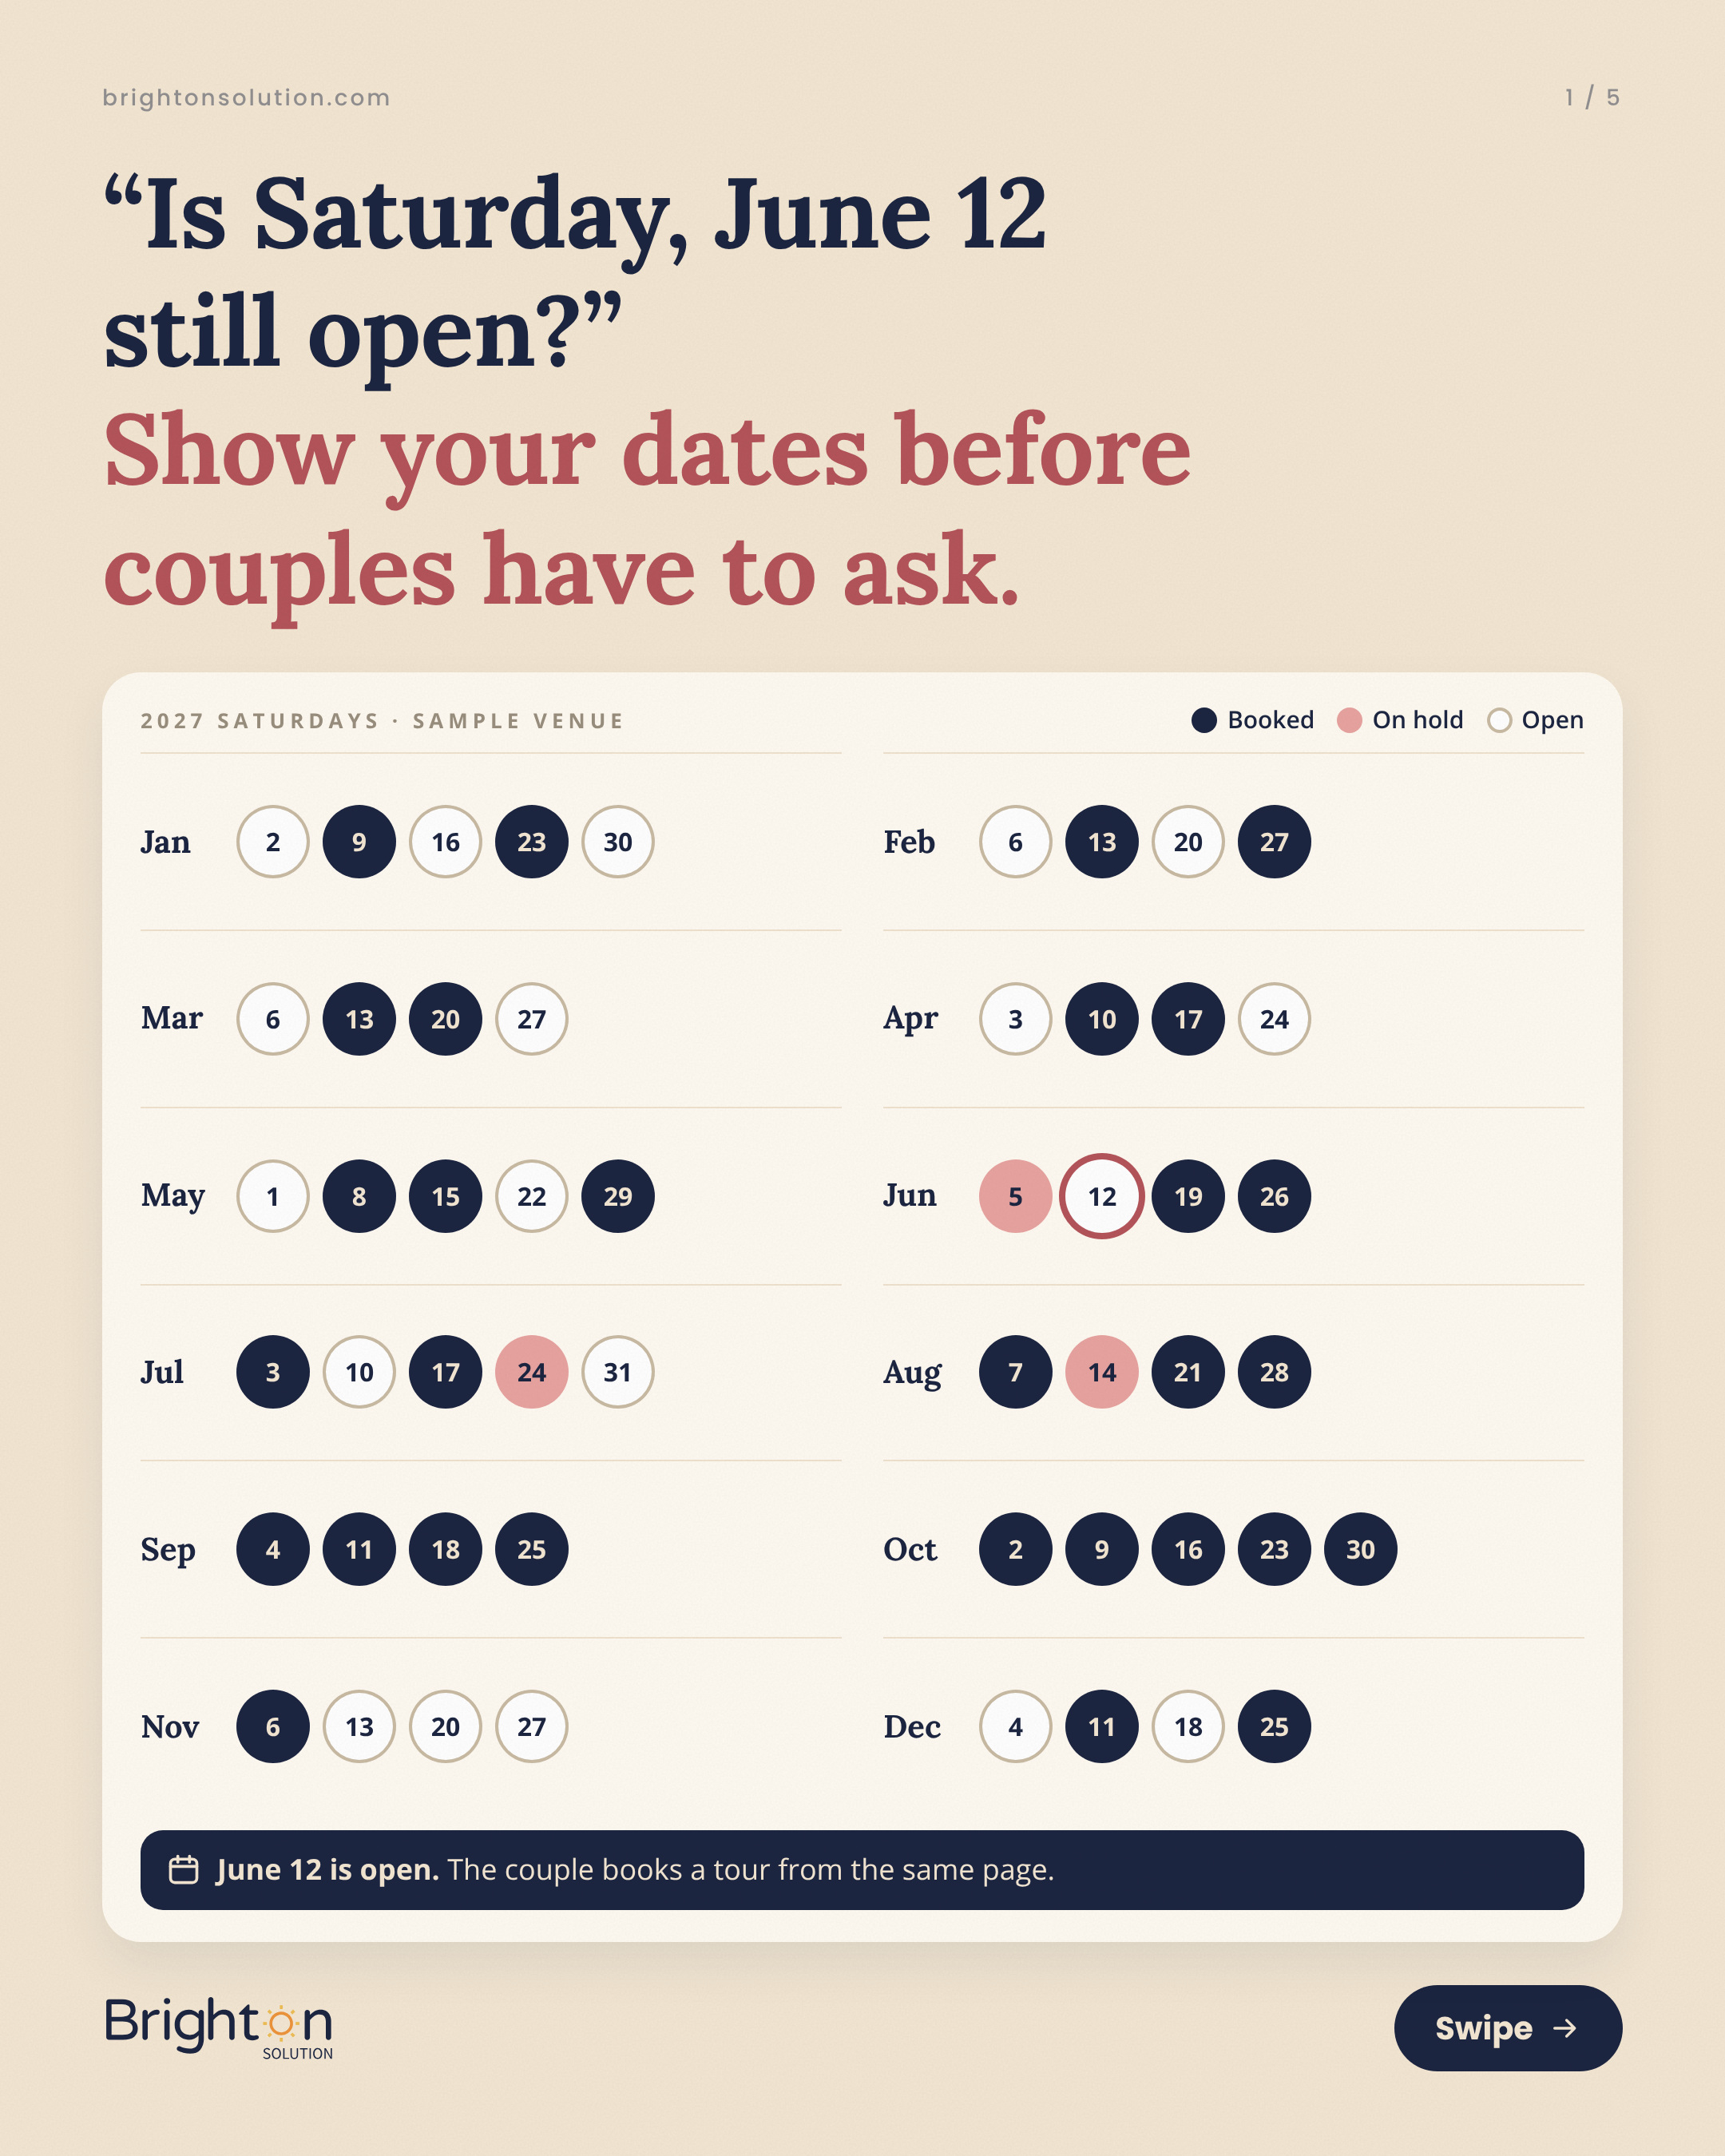 brightonsolution.com
1 / 5
“Is Saturday, June 12
still open?”
Show your dates before
couples have to ask.
2027 SATURDAYS · SAMPLE VENUE
Booked On hold Open
Jan 2 9 16 23 30
Feb 6 13 20 27
Mar 6 13 20 27
Apr 3 10 17 24
May 1 8 15 22 29
Jun 5 12 19 26
Jul 3 10 17 24 31
Aug 7 14 21 28
Sep 4 11 18 25
Oct 2 9 16 23 30
Nov 6 13 20 27
Dec 4 11 18 25
June 12 is open. The couple books a tour from the same page.
Brighton
SOLUTION
Swipe →